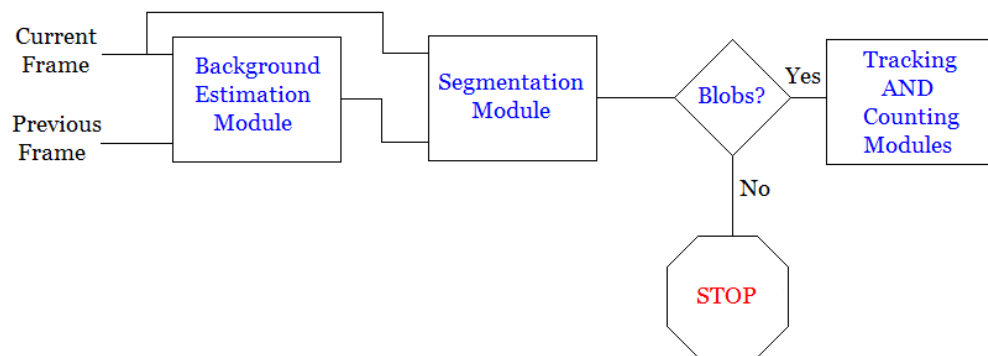 Current
Frame
Previous
Frame
Background
Estimation
Module
Segmentation
Module
Blobs?
Yes
Tracking
AND
Counting
Modules
No
STOP